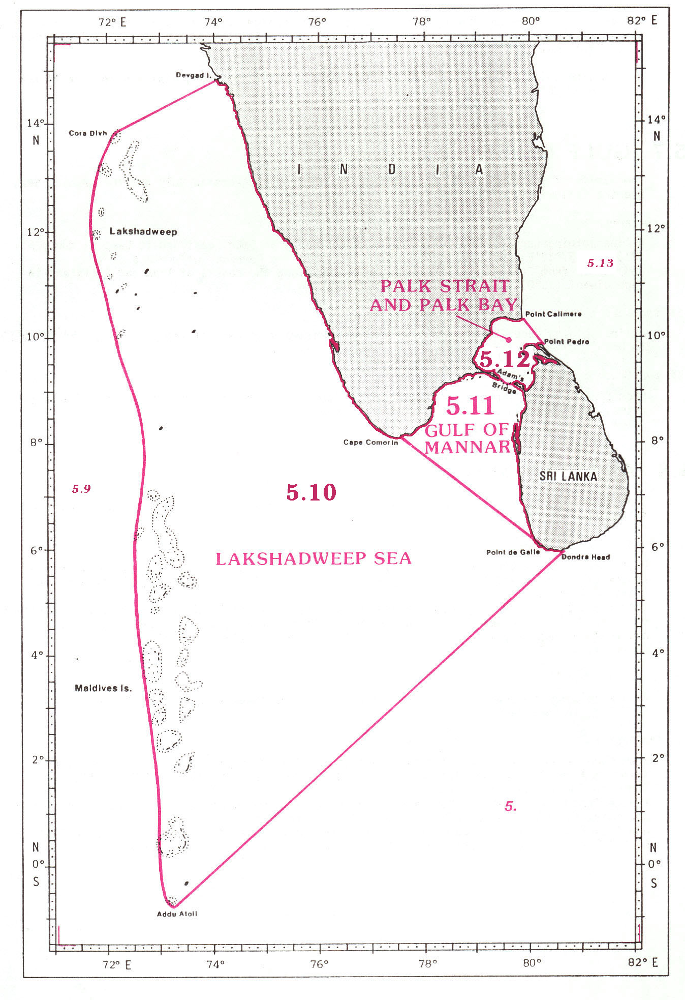 72° E 74° 76° 78° 80° 82° E
Devgad I.
14° 14°
Cora Divh
N N
I N D I A
12° 12°
Lakshadweep
5.13
PALK STRAIT
AND PALK BAY
Point Calimere
10° 10°
Point Pedro
5.12
Adam's
Bridge
5.11
GULF OF
MANNAR
8° 8°
Cape Comorin
SRI LANKA
5.9
5.10
6° 6°
Point de Galle
Dondra Head
LAKSHADWEEP SEA
4° 4°
Maldives Is.
2° 2°
5.
N N
0° 0°
S S
Addu Atoll
72° E 74° 76° 78° 80° 82° E